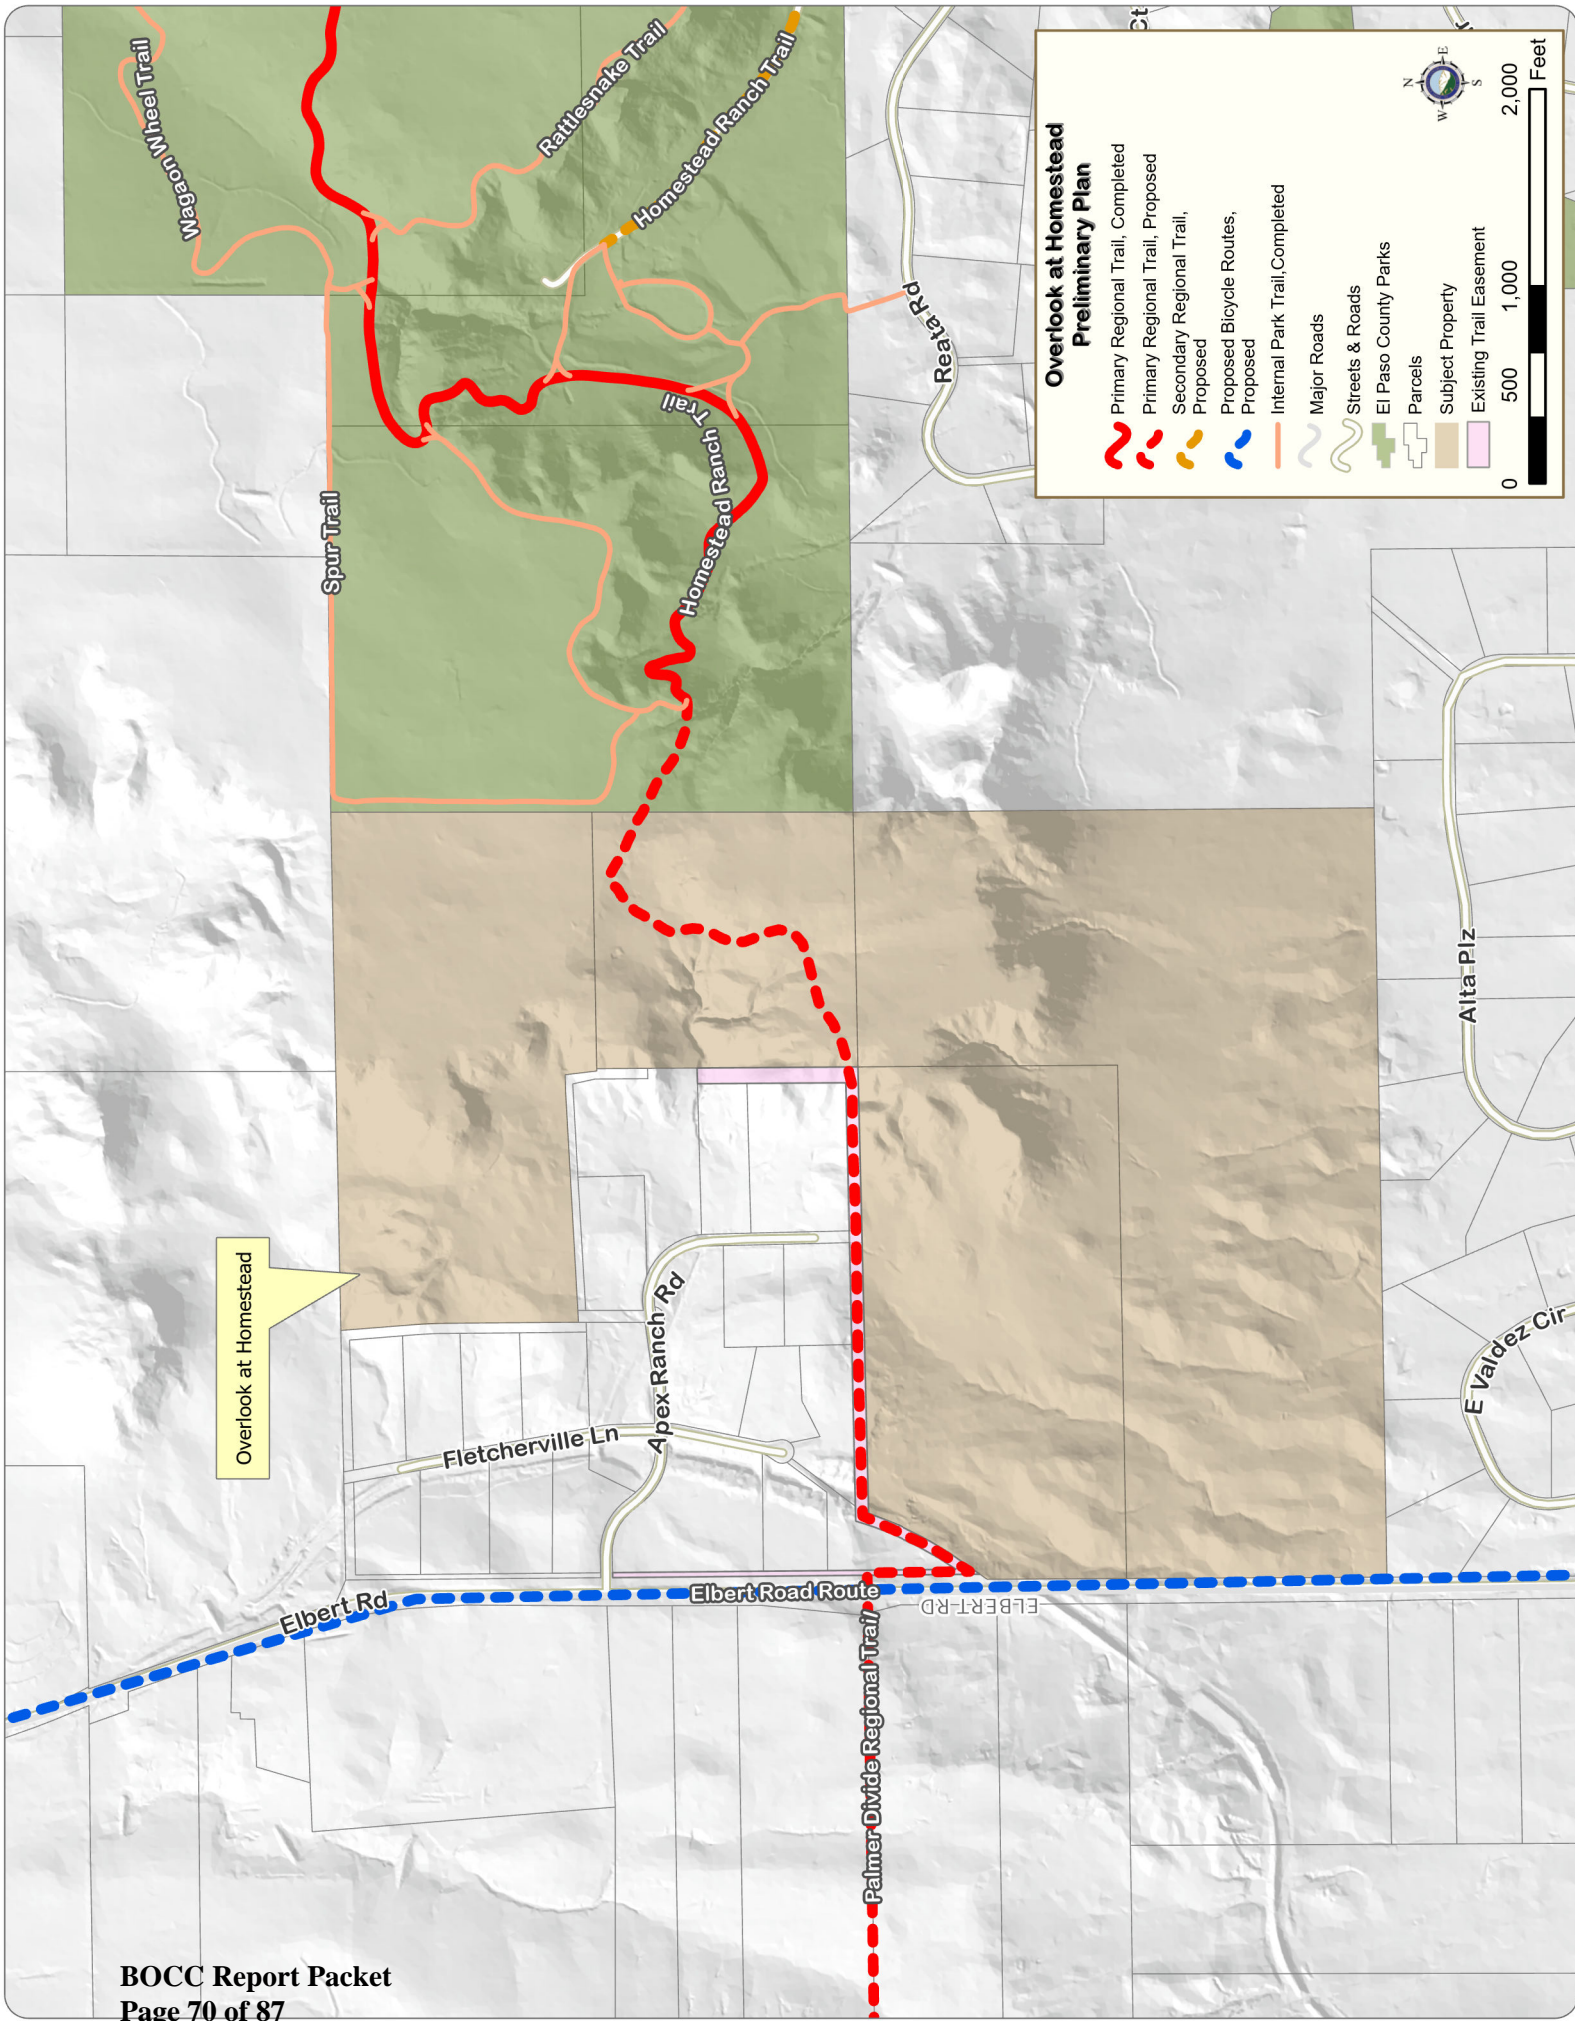 Wagaon Wheel Trail
Rattlesnake Trail
Homestead Ranch Trail
Spur Trail
Homestead Ranch Trail
Reata Rd
Ct
Overlook at Homestead
Preliminary Plan
Primary Regional Trail, Completed
Primary Regional Trail, Proposed
Secondary Regional Trail,
Proposed
Proposed Bicycle Routes,
Proposed
Internal Park Trail,Completed
Major Roads
Streets & Roads
El Paso County Parks
Parcels
Subject Property
Existing Trail Easement
N
E
S
W
0 500 1,000 2,000
Feet
Overlook at Homestead
Alta Plz
E Valdez Cir
Apex Ranch Rd
Fletcherville Ln
Elbert Rd
Elbert Road Route
ELBERT RD
Palmer Divide Regional Trail
BOCC Report Packet
Page 70 of 87